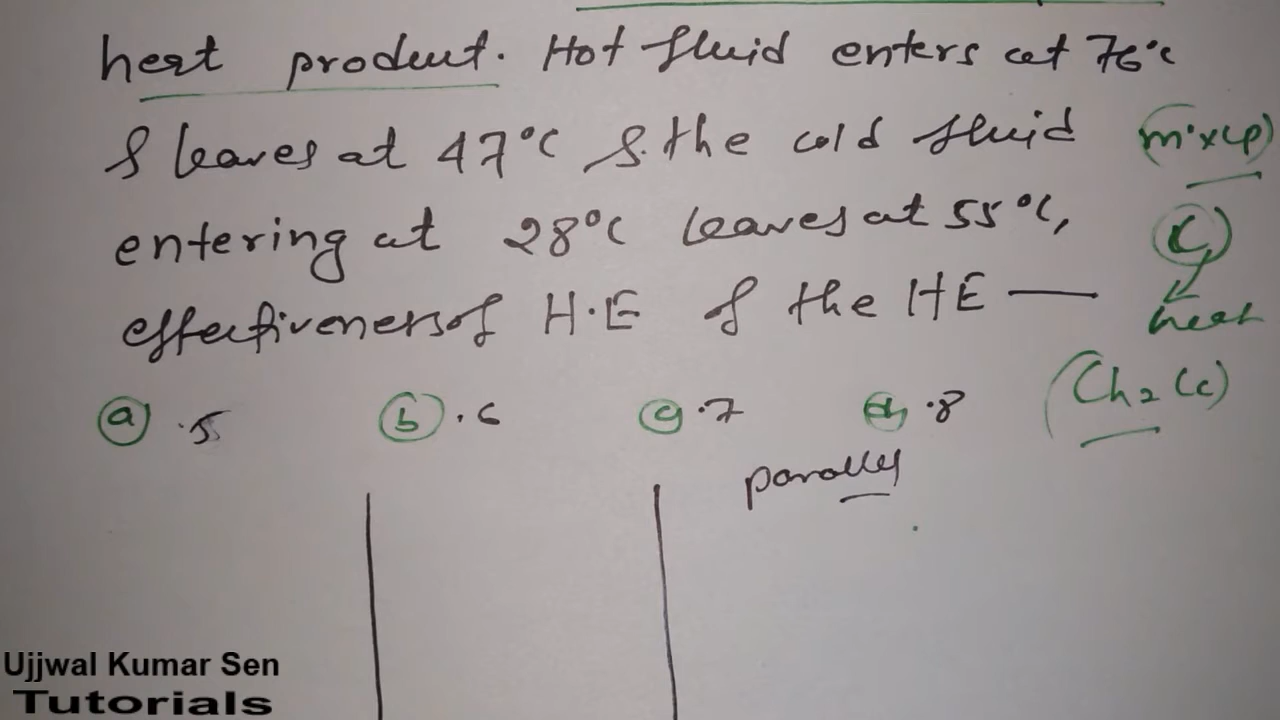 heat product. Hot fluid enters at 76°C
& leaves at 47°C & the cold fluid (m×cp)
entering at 28°C leaves at 55°C, (C)
effectiveness of H.E of the HE — heat
(a) .5 (b) .6 (c) .7 (d) .8 (Ch = Cc)
parallel
Ujjwal Kumar Sen
Tutorials